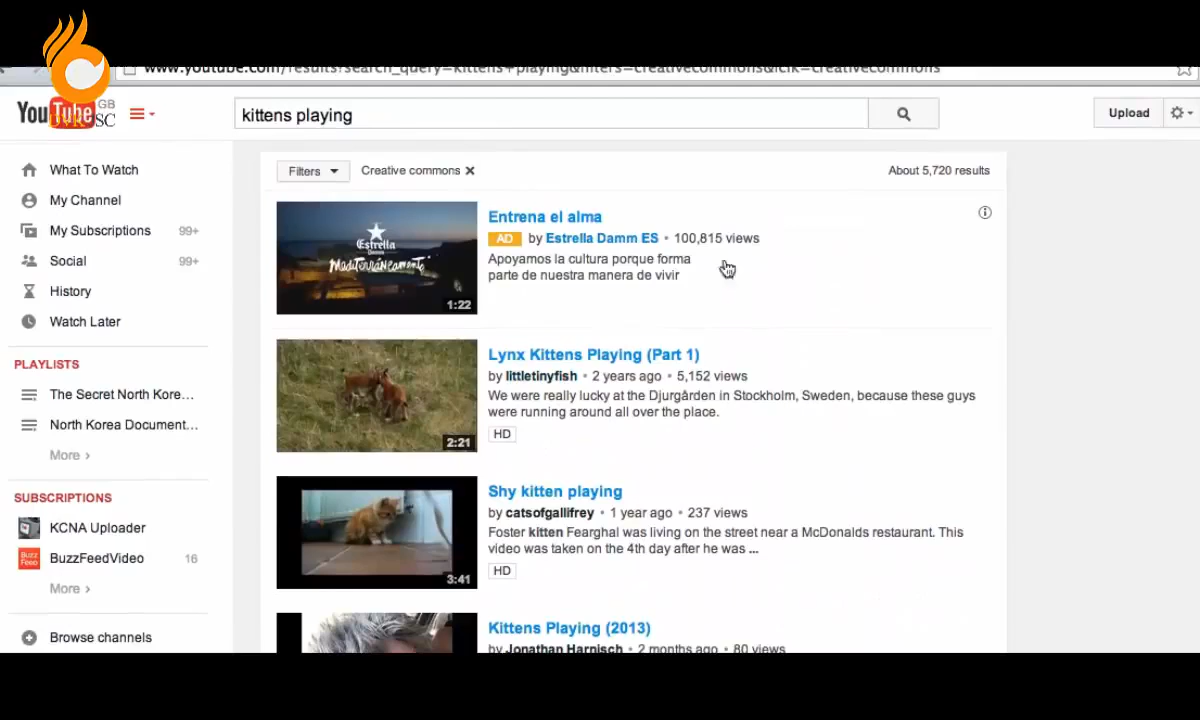 www.youtube.com/results?search_query=kittens+playing&filters=creativecommons&lclk=creativecommons
YouTube GB
kittens playing
Upload
What To Watch
My Channel
My Subscriptions 99+
Social 99+
History
Watch Later
PLAYLISTS
The Secret North Kore...
North Korea Document...
More ›
SUBSCRIPTIONS
KCNA Uploader
BuzzFeedVideo 16
More ›
Browse channels
Filters
Creative commons ×
About 5,720 results
Estrella
Damm
Mediterráneamente
1:22
Entrena el alma
AD by Estrella Damm ES • 100,815 views
Apoyamos la cultura porque forma
parte de nuestra manera de vivir
2:21
Lynx Kittens Playing (Part 1)
by littletinyfish • 2 years ago • 5,152 views
We were really lucky at the Djurgården in Stockholm, Sweden, because these guys
were running around all over the place.
HD
3:41
Shy kitten playing
by catsofgallifrey • 1 year ago • 237 views
Foster kitten Fearghal was living on the street near a McDonalds restaurant. This
video was taken on the 4th day after he was ...
HD
Kittens Playing (2013)
by Jonathan Harnisch • 2 months ago • 80 views